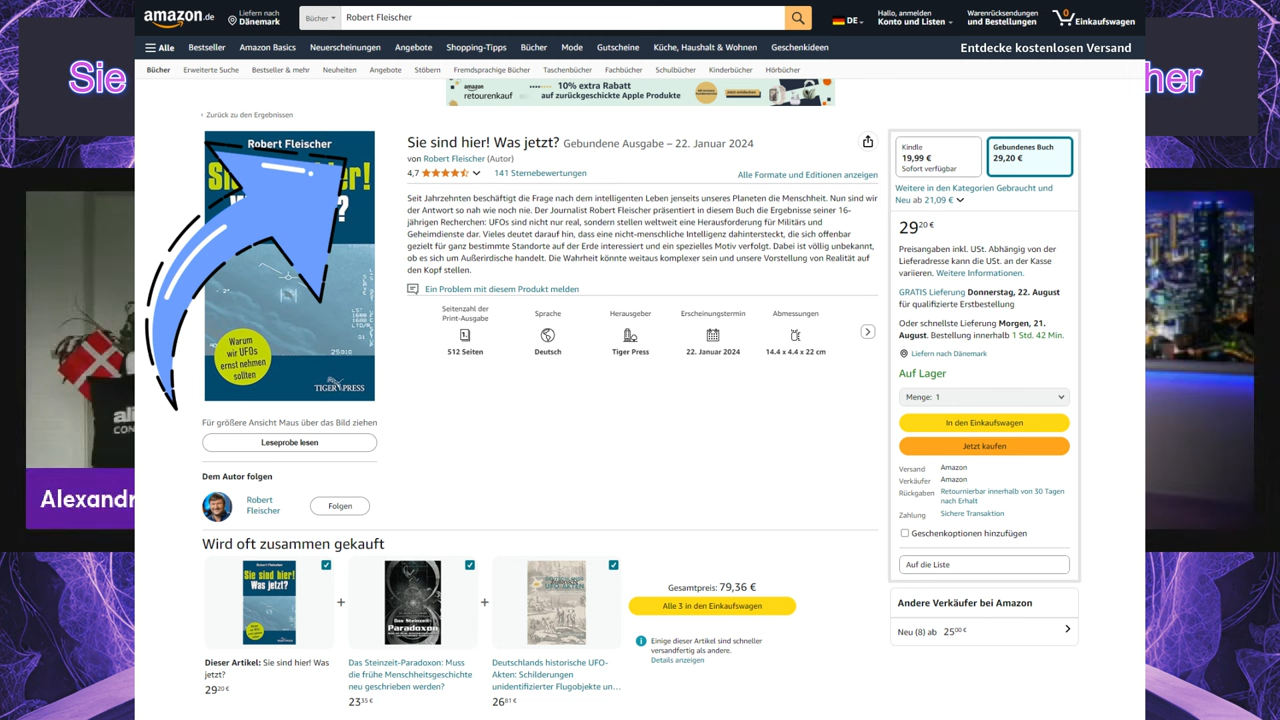 amazon.de
Liefern nach
Dänemark
Bücher
Robert Fleischer
DE
Hallo, anmelden
Konto und Listen
Warenrücksendungen
und Bestellungen
0
Einkaufswagen
Alle
Bestseller
Amazon Basics
Neuerscheinungen
Angebote
Shopping-Tipps
Bücher
Mode
Gutscheine
Küche, Haushalt & Wohnen
Geschenkideen
Entdecke kostenlosen Versand
Bücher
Erweiterte Suche
Bestseller & mehr
Neuheiten
Angebote
Stöbern
Fremdsprachige Bücher
Taschenbücher
Fachbücher
Schulbücher
Kinderbücher
Hörbücher
Sie
her
amazon
retourenkauf
10% extra Rabatt
auf zurückgeschickte Apple Produkte
‹ Zurück zu den Ergebnissen
Robert Fleischer
Warum
wir UFOs
ernst nehmen
sollten
TIGER PRESS
Für größere Ansicht Maus über das Bild ziehen
Leseprobe lesen
Dem Autor folgen
Robert
Fleischer
Folgen
Alexand
Sie sind hier! Was jetzt? Gebundene Ausgabe – 22. Januar 2024
von Robert Fleischer (Autor)
4,7
141 Sternebewertungen
Alle Formate und Editionen anzeigen
Seit Jahrzehnten beschäftigt die Frage nach dem intelligenten Leben jenseits unseres Planeten die Menschheit. Nun sind wir
der Antwort so nah wie noch nie. Der Journalist Robert Fleischer präsentiert in diesem Buch die Ergebnisse seiner 16-
jährigen Recherchen: UFOs sind nicht nur real, sondern stellen weltweit eine Herausforderung für Militärs und
Geheimdienste dar. Vieles deutet darauf hin, dass eine nicht-menschliche Intelligenz dahintersteckt, die sich offenbar
gezielt für ganz bestimmte Standorte auf der Erde interessiert und ein spezielles Motiv verfolgt. Dabei ist völlig unbekannt,
ob es sich um Außerirdische handelt. Die Wahrheit könnte weitaus komplexer sein und unsere Vorstellung von Realität auf
den Kopf stellen.
Ein Problem mit diesem Produkt melden
Seitenzahl der
Print-Ausgabe
512 Seiten
Sprache
Deutsch
Herausgeber
Tiger Press
Erscheinungstermin
22. Januar 2024
Abmessungen
14.4 x 4.4 x 22 cm
Kindle
19,99 €
Sofort verfügbar
Gebundenes Buch
29,20 €
Weitere in den Kategorien Gebraucht und
Neu ab 21,09 €
29 20 €
Preisangaben inkl. USt. Abhängig von der
Lieferadresse kann die USt. an der Kasse
variieren. Weitere Informationen.
GRATIS Lieferung Donnerstag, 22. August
für qualifizierte Erstbestellung
Oder schnellste Lieferung Morgen, 21.
August. Bestellung innerhalb 1 Std. 42 Min.
Liefern nach Dänemark
Auf Lager
Menge: 1
In den Einkaufswagen
Jetzt kaufen
Versand Amazon
Verkäufer Amazon
Rückgaben Retournierbar innerhalb von 30 Tagen
nach Erhalt
Zahlung Sichere Transaktion
Geschenkoptionen hinzufügen
Auf die Liste
Andere Verkäufer bei Amazon
Neu (8) ab 25 00 €
Wird oft zusammen gekauft
Robert Fleischer
Sie sind hier!
Was jetzt?
Das Steinzeit-
Paradoxon
Dieser Artikel: Sie sind hier! Was
jetzt?
29 20 €
Das Steinzeit-Paradoxon: Muss
die frühe Menschheitsgeschichte
neu geschrieben werden?
23 35 €
Deutschlands historische UFO-
Akten: Schilderungen
unidentifizierter Flugobjekte un…
26 81 €
Gesamtpreis: 79,36 €
Alle 3 in den Einkaufswagen
Einige dieser Artikel sind schneller
versandfertig als andere.
Details anzeigen